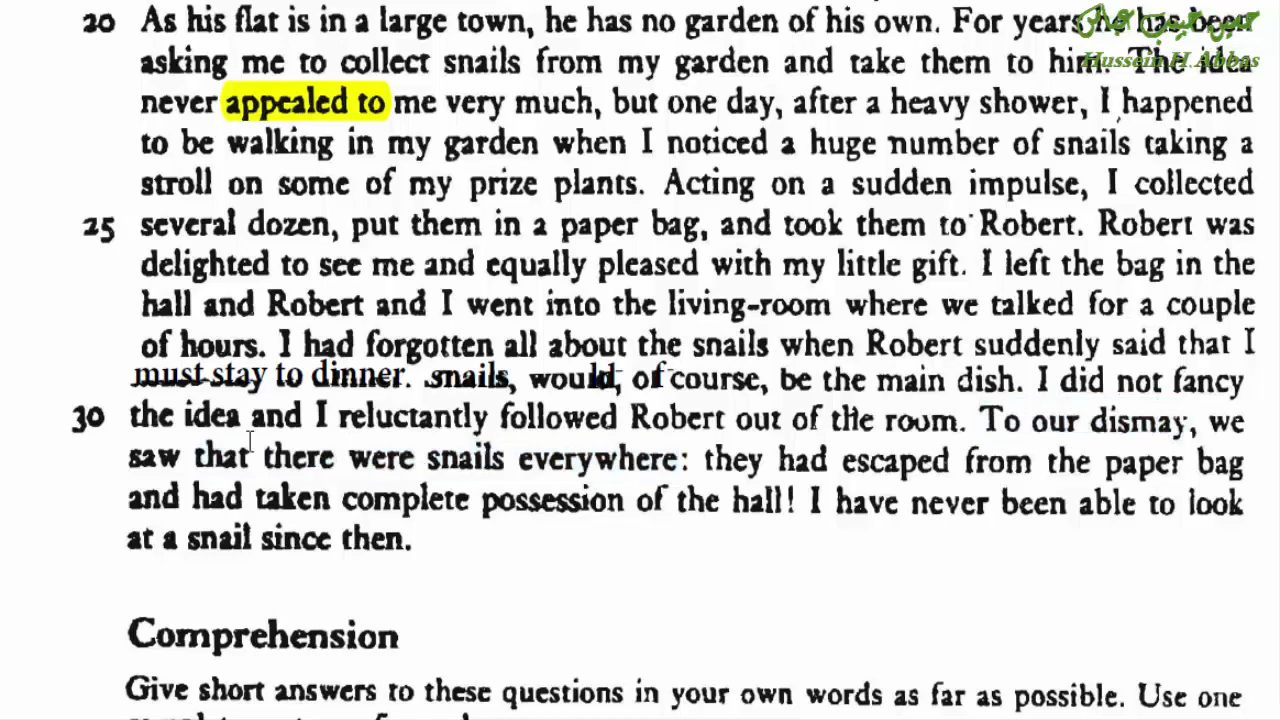 20 As his flat is in a large town, he has no garden of his own. For years he has been
asking me to collect snails from my garden and take them to him. The idea
never appealed to me very much, but one day, after a heavy shower, I happened
to be walking in my garden when I noticed a huge number of snails taking a
stroll on some of my prize plants. Acting on a sudden impulse, I collected
25 several dozen, put them in a paper bag, and took them to Robert. Robert was
delighted to see me and equally pleased with my little gift. I left the bag in the
hall and Robert and I went into the living-room where we talked for a couple
of hours. I had forgotten all about the snails when Robert suddenly said that I
must stay to dinner. snails, would, of course, be the main dish. I did not fancy
30 the idea and I reluctantly followed Robert out of the room. To our dismay, we
saw that there were snails everywhere: they had escaped from the paper bag
and had taken complete possession of the hall! I have never been able to look
at a snail since then.
Comprehension
Give short answers to these questions in your own words as far as possible. Use one
Hussein H. Abbas